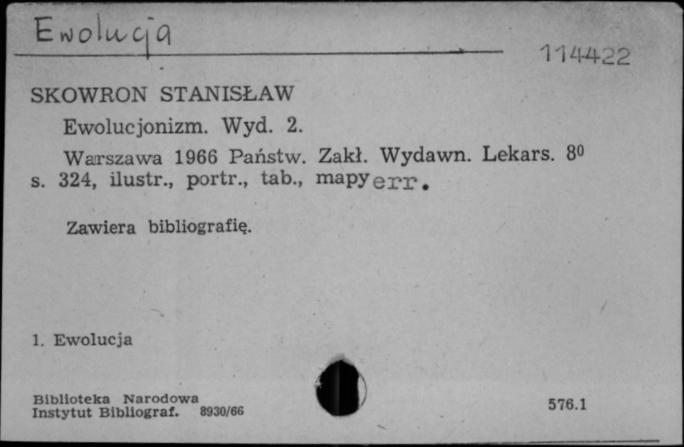 Ewolucja
114422
SKOWRON STANISŁAW
Ewolucjonizm. Wyd. 2.
Warszawa 1966 Państw. Zakł. Wydawn. Lekars. 8⁰
s. 324, ilustr., portr., tab., mapy err.
Zawiera bibliografię.
1. Ewolucja
Biblioteka Narodowa
Instytut Bibliograf. 8930/66
576.1